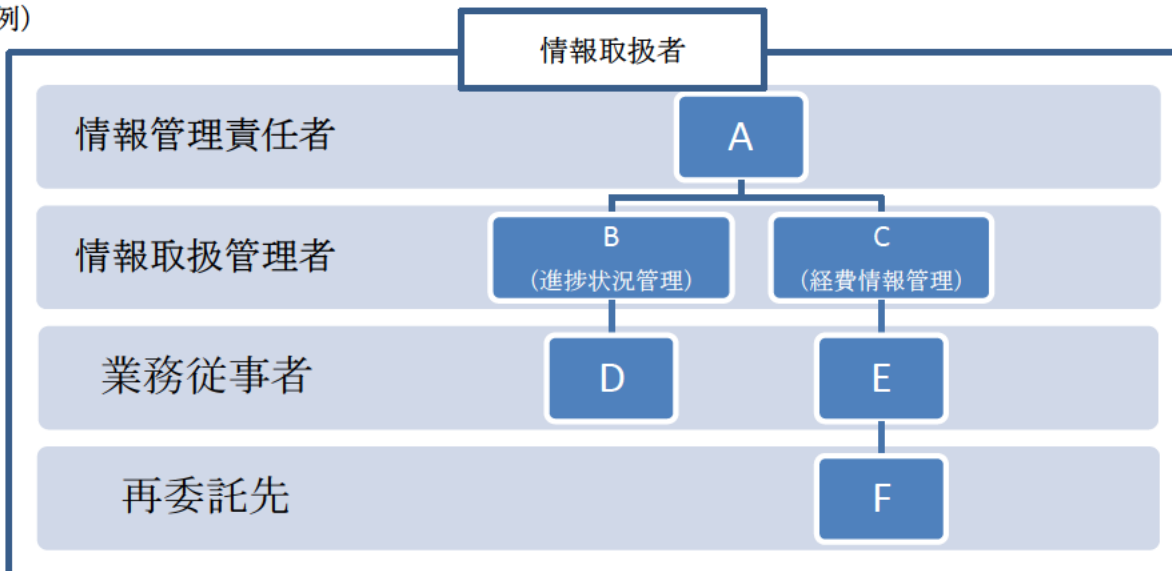 例）
情報取扱者
情報管理責任者
A
情報取扱管理者
B
（進捗状況管理）
C
（経費情報管理）
業務従事者
D
E
再委託先
F